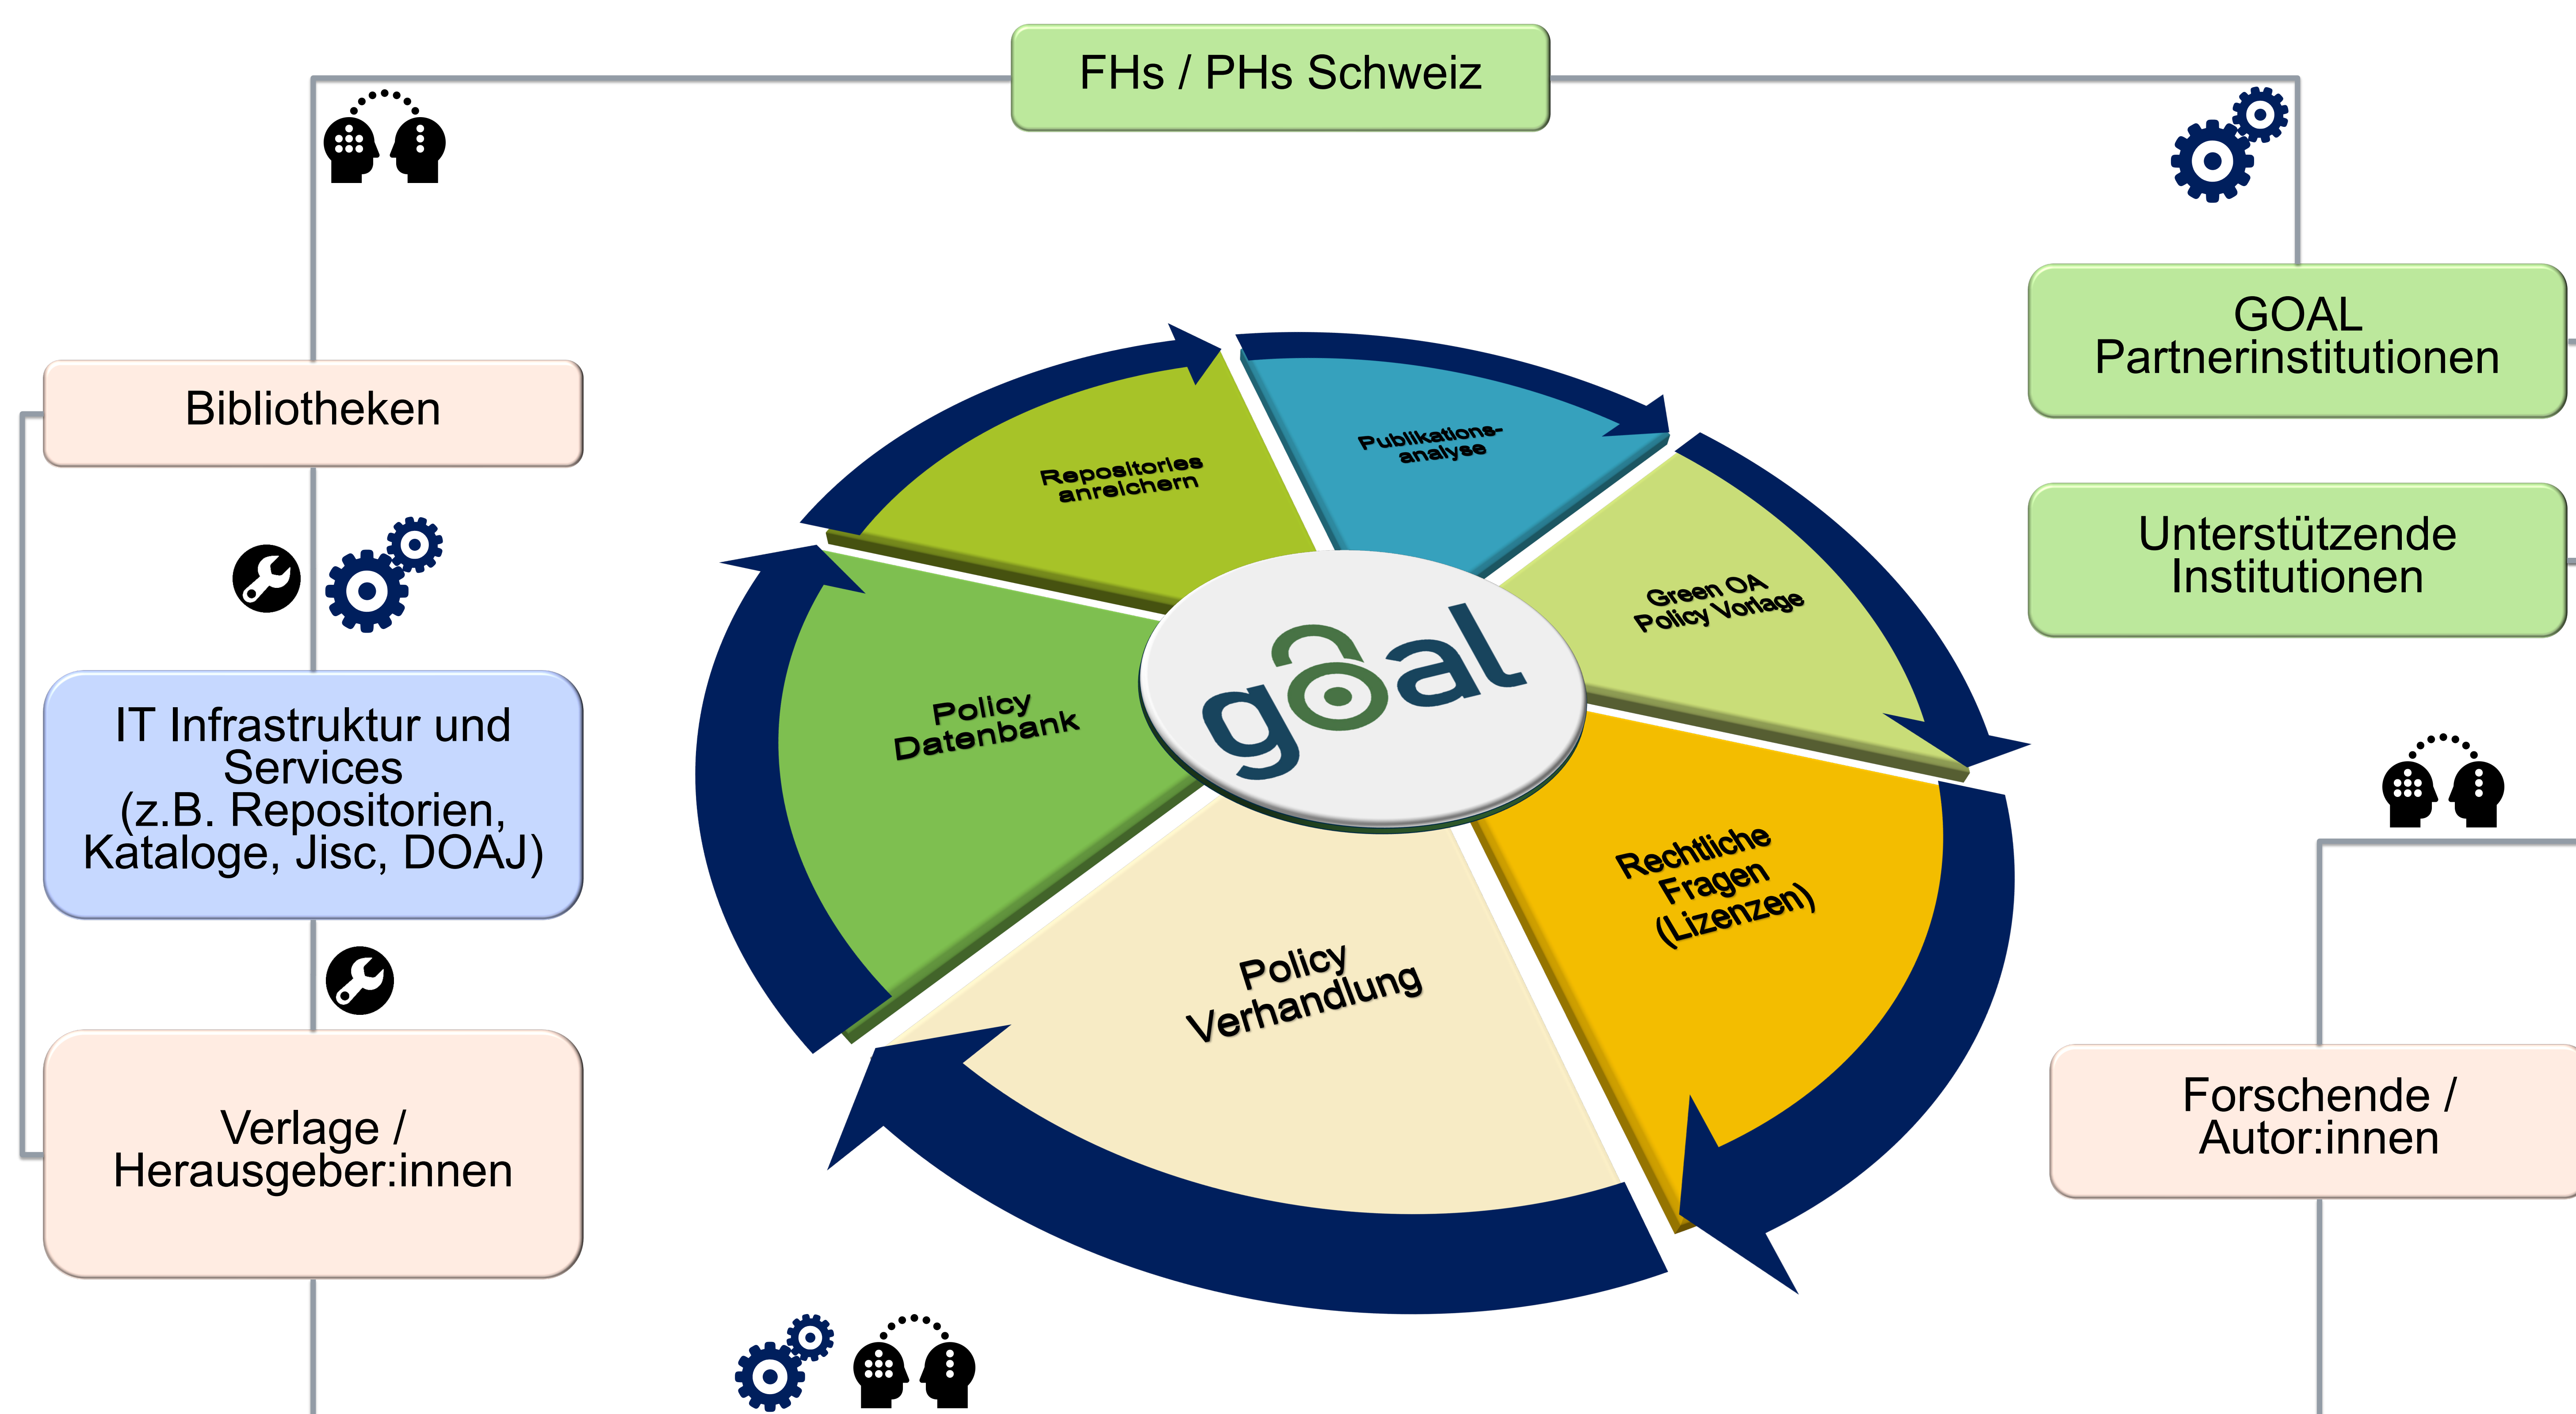 FHs / PHs Schweiz
Bibliotheken
IT Infrastruktur und
Services
(z.B. Repositorien,
Kataloge, Jisc, DOAJ)
Verlage /
Herausgeber:innen
Repositories
anreichern
Publikations-
analyse
Green OA
Policy Vorlage
Rechtliche
Fragen
(Lizenzen)
Policy
Verhandlung
Policy
Datenbank
goal
GOAL
Partnerinstitutionen
Unterstützende
Institutionen
Forschende /
Autor:innen